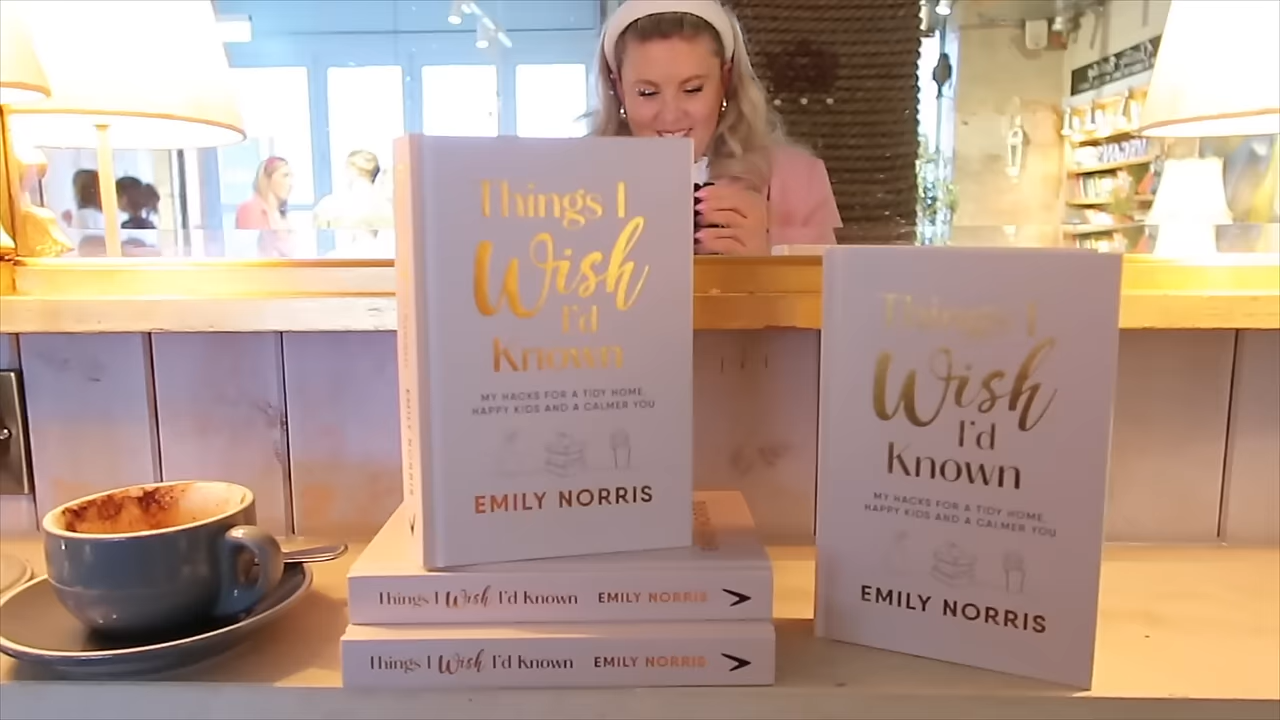 Things I
Wish
I'd
Known
MY HACKS FOR A TIDY HOME,
HAPPY KIDS AND A CALMER YOU
EMILY NORRIS
Things I
Wish
I'd
Known
MY HACKS FOR A TIDY HOME,
HAPPY KIDS AND A CALMER YOU
EMILY NORRIS
Things I Wish I'd Known EMILY NORRIS
Things I Wish I'd Known EMILY NORRIS